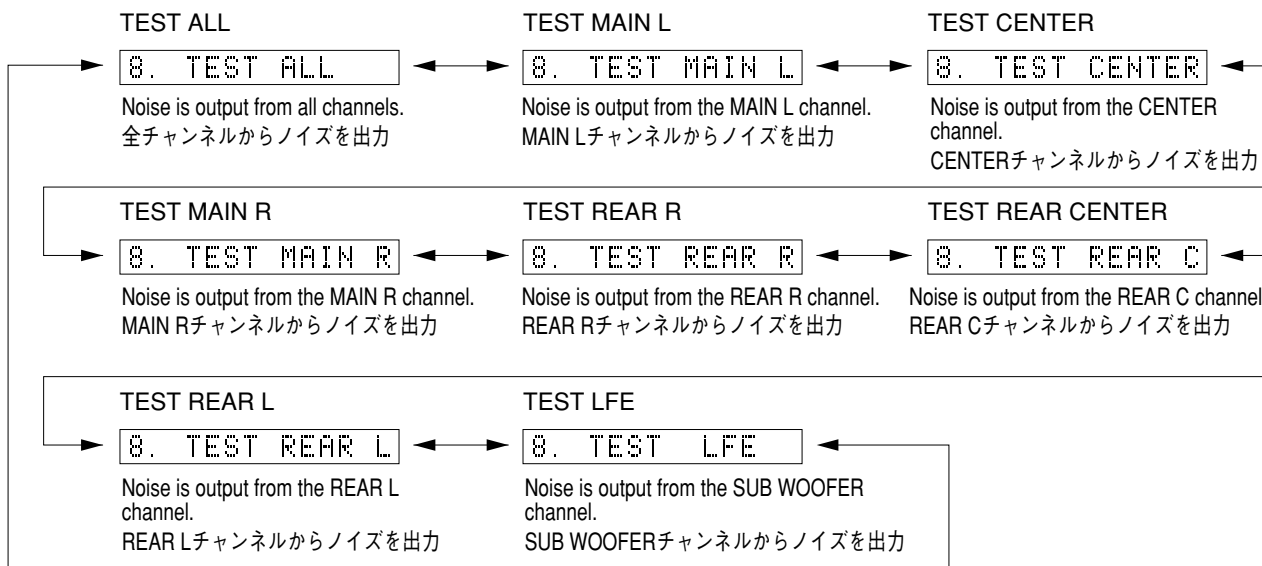 TEST ALL
8. TEST ALL
Noise is output from all channels.
全チャンネルからノイズを出力
TEST MAIN L
8. TEST MAIN L
Noise is output from the MAIN L channel.
MAIN Lチャンネルからノイズを出力
TEST CENTER
8. TEST CENTER
Noise is output from the CENTER
channel.
CENTERチャンネルからノイズを出力
TEST MAIN R
8. TEST MAIN R
Noise is output from the MAIN R channel.
MAIN Rチャンネルからノイズを出力
TEST REAR R
8. TEST REAR R
Noise is output from the REAR R channel.
REAR Rチャンネルからノイズを出力
TEST REAR CENTER
8. TEST REAR C
Noise is output from the REAR C channel
REAR Cチャンネルからノイズを出力
TEST REAR L
8. TEST REAR L
Noise is output from the REAR L
channel.
REAR Lチャンネルからノイズを出力
TEST LFE
8. TEST LFE
Noise is output from the SUB WOOFER
channel.
SUB WOOFERチャンネルからノイズを出力